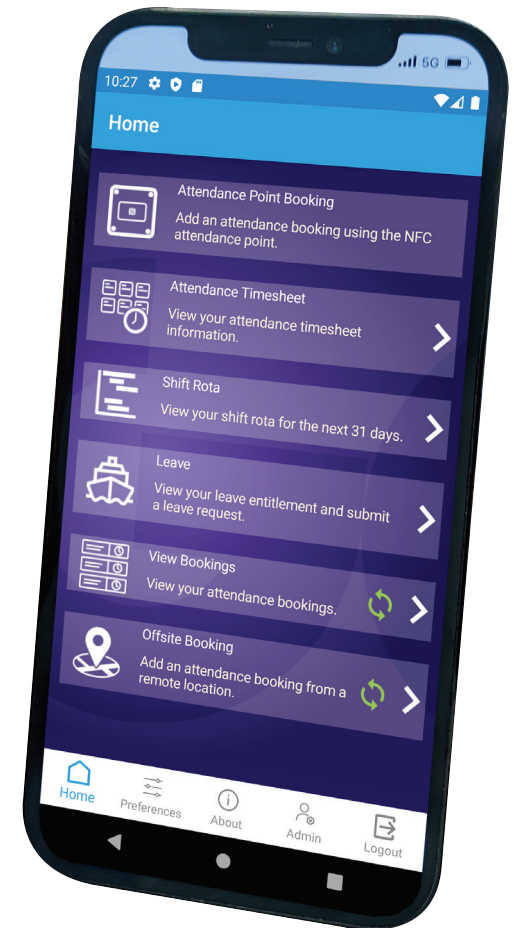 5G
10:27
Home
Attendance Point Booking
Add an attendance booking using the NFC
attendance point.
Attendance Timesheet
View your attendance timesheet
information.
Shift Rota
View your shift rota for the next 31 days.
Leave
View your leave entitlement and submit
a leave request.
View Bookings
View your attendance bookings.
Offsite Booking
Add an attendance booking from a
remote location.
Home
Preferences
About
Admin
Logout